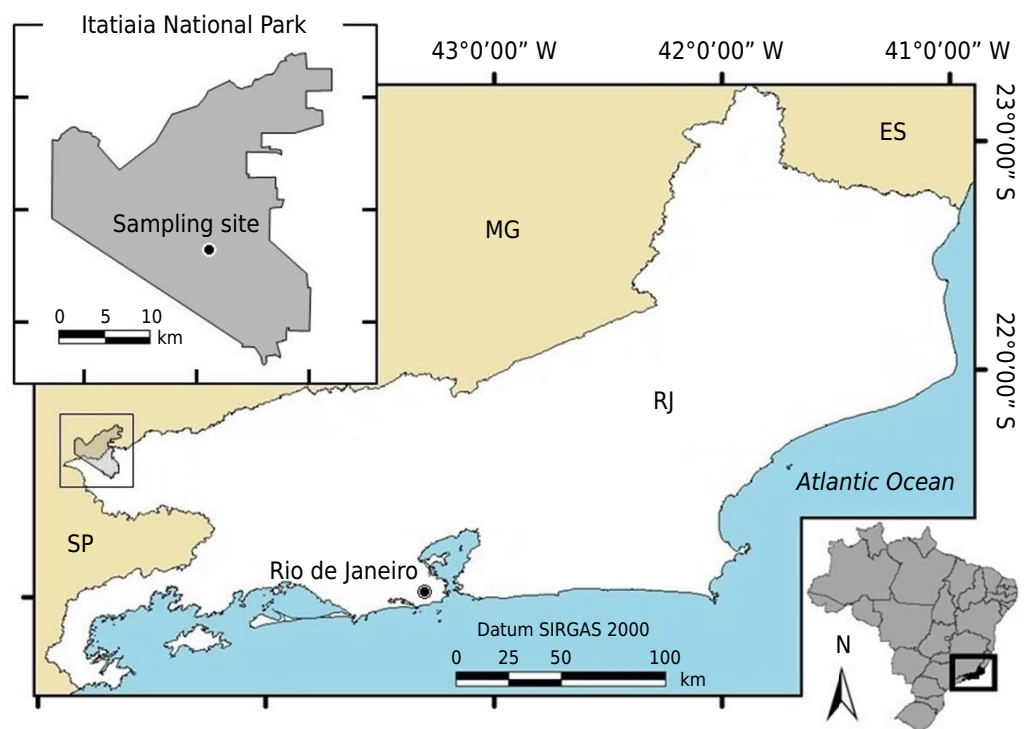 Itatiaia National Park
43°0’00” W
42°0’00” W
41°0’00” W
23°0’00” S
22°0’00” S
ES
MG
Sampling site
0 5 10
km
RJ
Atlantic Ocean
SP
Rio de Janeiro
Datum SIRGAS 2000
0 25 50 100
km
N